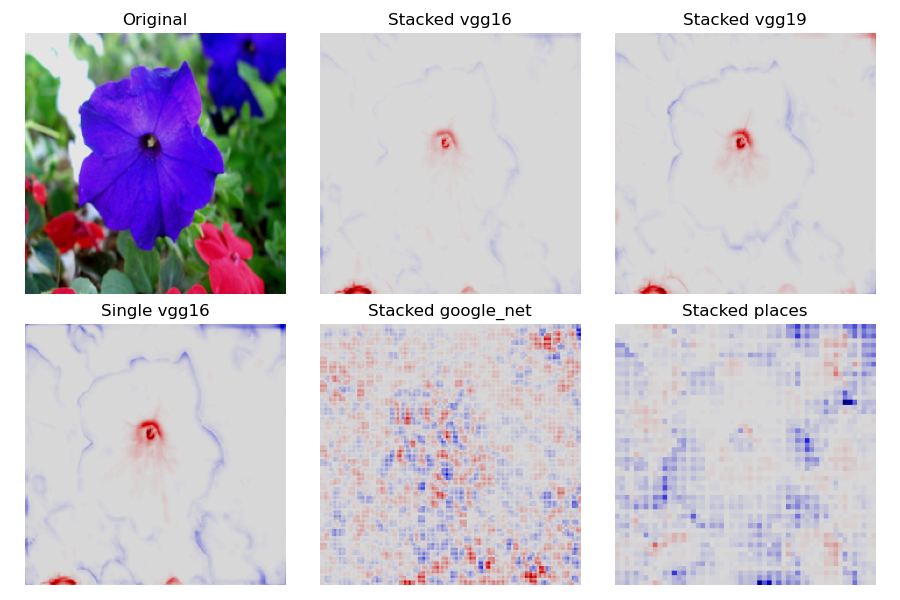 Original
Stacked vgg16
Stacked vgg19
Single vgg16
Stacked google_net
Stacked places